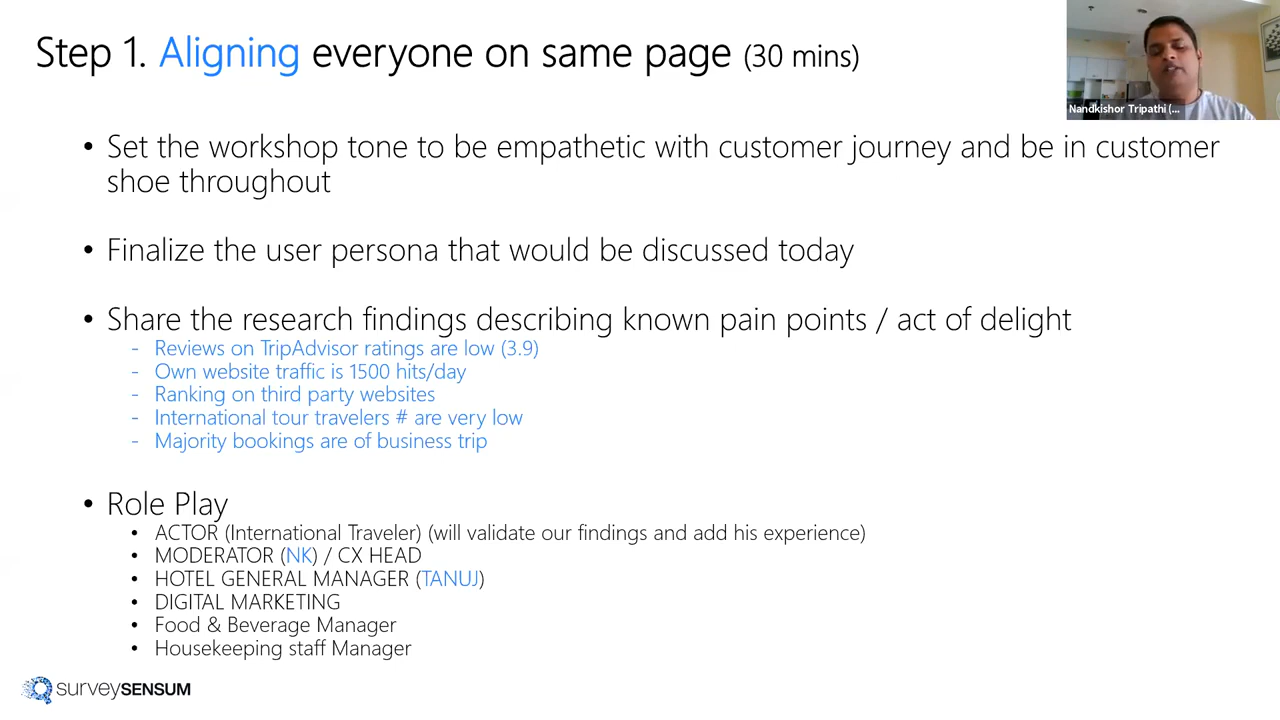 Step 1. Aligning everyone on same page (30 mins)
Nandkishor Tripathi (...
• Set the workshop tone to be empathetic with customer journey and be in customer
shoe throughout
• Finalize the user persona that would be discussed today
• Share the research findings describing known pain points / act of delight
- Reviews on TripAdvisor ratings are low (3.9)
- Own website traffic is 1500 hits/day
- Ranking on third party websites
- International tour travelers # are very low
- Majority bookings are of business trip
• Role Play
• ACTOR (International Traveler) (will validate our findings and add his experience)
• MODERATOR (NK) / CX HEAD
• HOTEL GENERAL MANAGER (TANUJ)
• DIGITAL MARKETING
• Food & Beverage Manager
• Housekeeping staff Manager
surveySENSUM